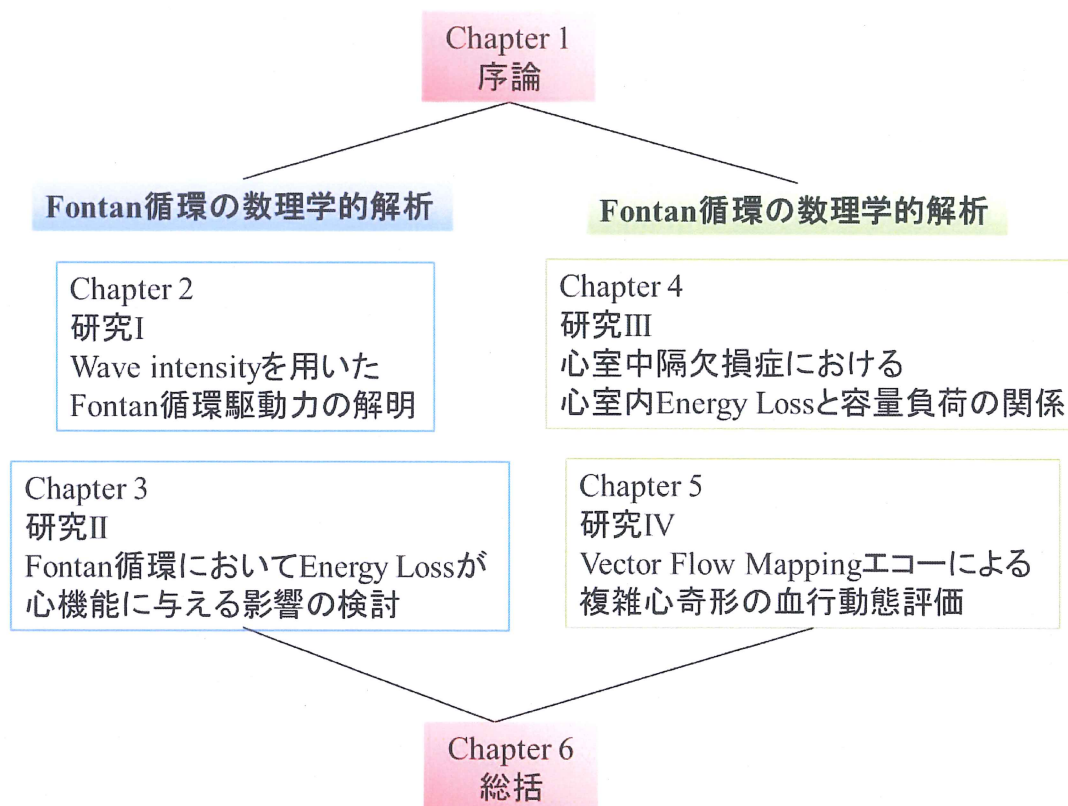 Chapter 1
序論
Fontan循環の数理学的解析
Chapter 2
研究I
Wave intensityを用いた
Fontan循環駆動力の解明
Chapter 3
研究II
Fontan循環においてEnergy Lossが
心機能に与える影響の検討
Fontan循環の数理学的解析
Chapter 4
研究III
心室中隔欠損症における
心室内Energy Lossと容量負荷の関係
Chapter 5
研究IV
Vector Flow Mappingエコーによる
複雑心奇形の血行動態評価
Chapter 6
総括